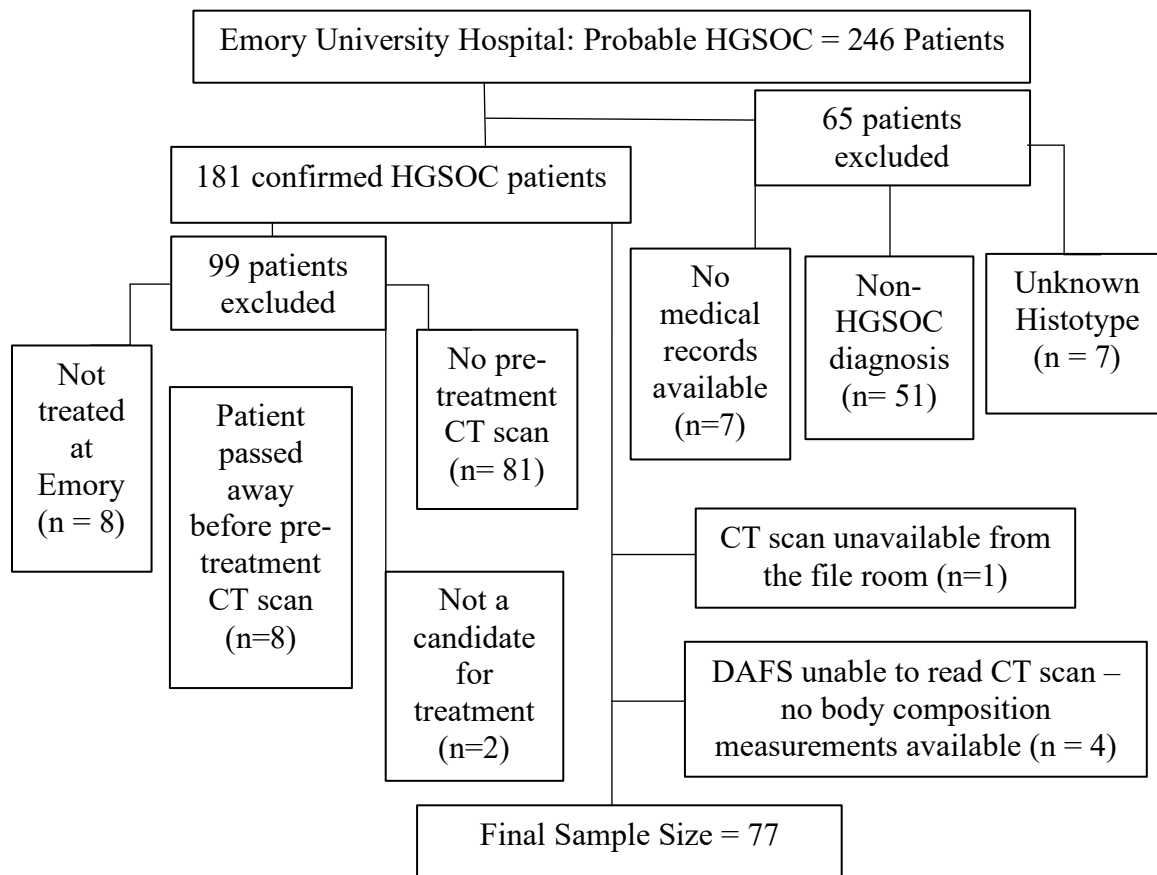 Emory University Hospital: Probable HGSOC = 246 Patients
65 patients
excluded
181 confirmed HGSOC patients
99 patients
excluded
No
medical
records
available
(n=7)
Non-
HGSOC
diagnosis
(n= 51)
Unknown
Histotype
(n = 7)
Not
treated
at
Emory
(n = 8)
Patient
passed
away
before pre-
treatment
CT scan
(n=8)
No pre-
treatment
CT scan
(n= 81)
Not a
candidate
for
treatment
(n=2)
CT scan unavailable from
the file room (n=1)
DAFS unable to read CT scan –
no body composition
measurements available (n = 4)
Final Sample Size = 77